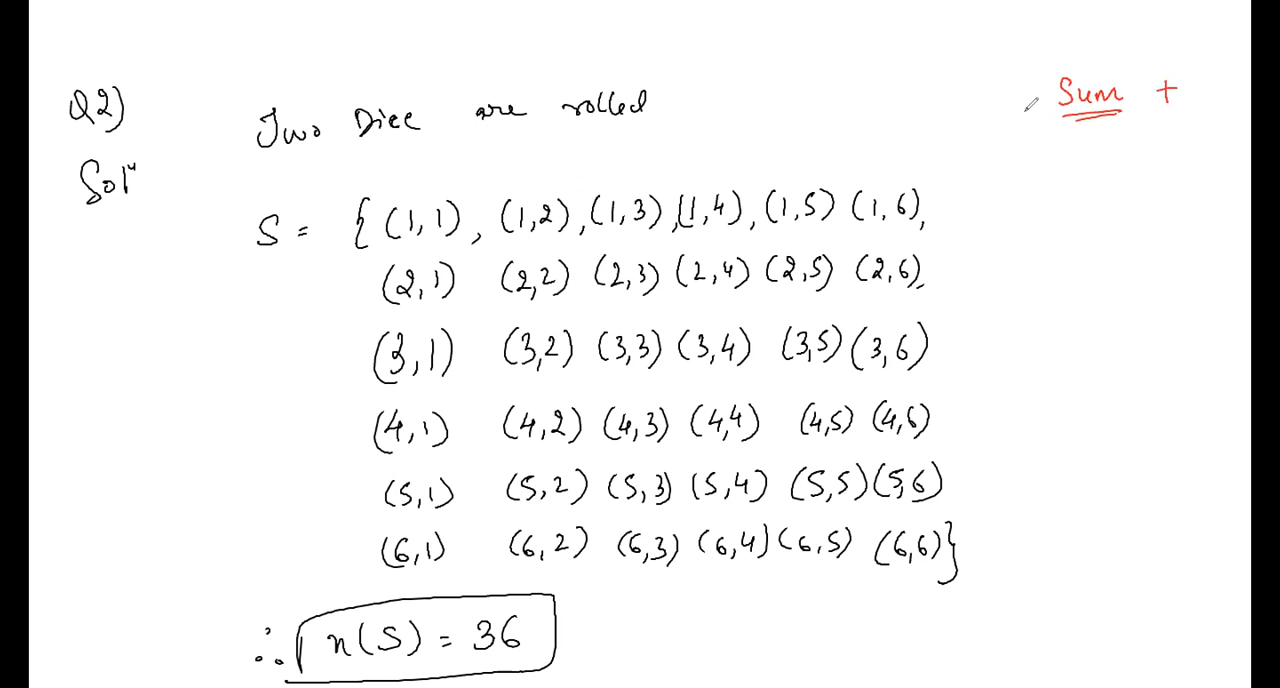 Q2) Two Dice are rolled Sum +
Solⁿ
S = { (1,1), (1,2), (1,3), (1,4), (1,5) (1,6),
(2,1) (2,2) (2,3) (2,4) (2,5) (2,6),
(3,1) (3,2) (3,3) (3,4) (3,5) (3,6)
(4,1) (4,2) (4,3) (4,4) (4,5) (4,6)
(5,1) (5,2) (5,3) (5,4) (5,5) (5,6)
(6,1) (6,2) (6,3) (6,4) (6,5) (6,6)}
∴ n(S) = 36